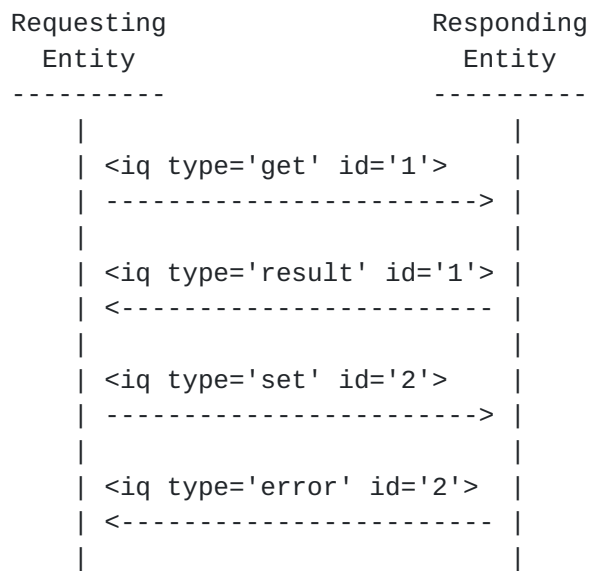 Requesting                 Responding
  Entity                     Entity
----------                 ----------
    |                           |
    | <iq type='get' id='1'>    |
    | ------------------------> |
    |                           |
    | <iq type='result' id='1'> |
    | <------------------------ |
    |                           |
    | <iq type='set' id='2'>    |
    | ------------------------> |
    |                           |
    | <iq type='error' id='2'>  |
    | <------------------------ |
    |                           |